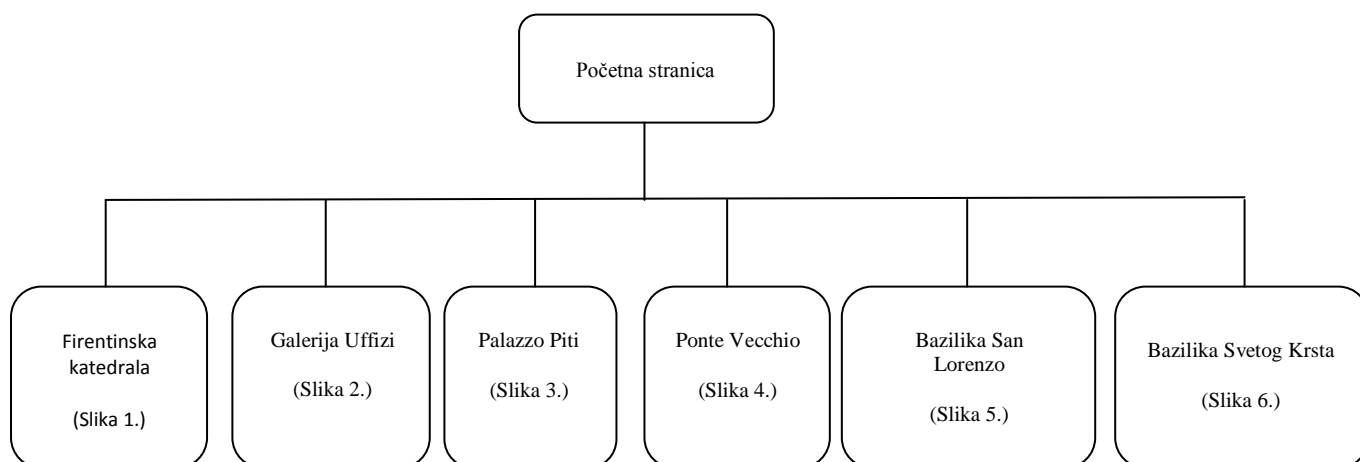 Početna stranica
Firentinska
katedrala
(Slika 1.)
Galerija Uffizi
(Slika 2.)
Palazzo Piti
(Slika 3.)
Ponte Vecchio
(Slika 4.)
Bazilika San
Lorenzo
(Slika 5.)
Bazilika Svetog Krsta
(Slika 6.)